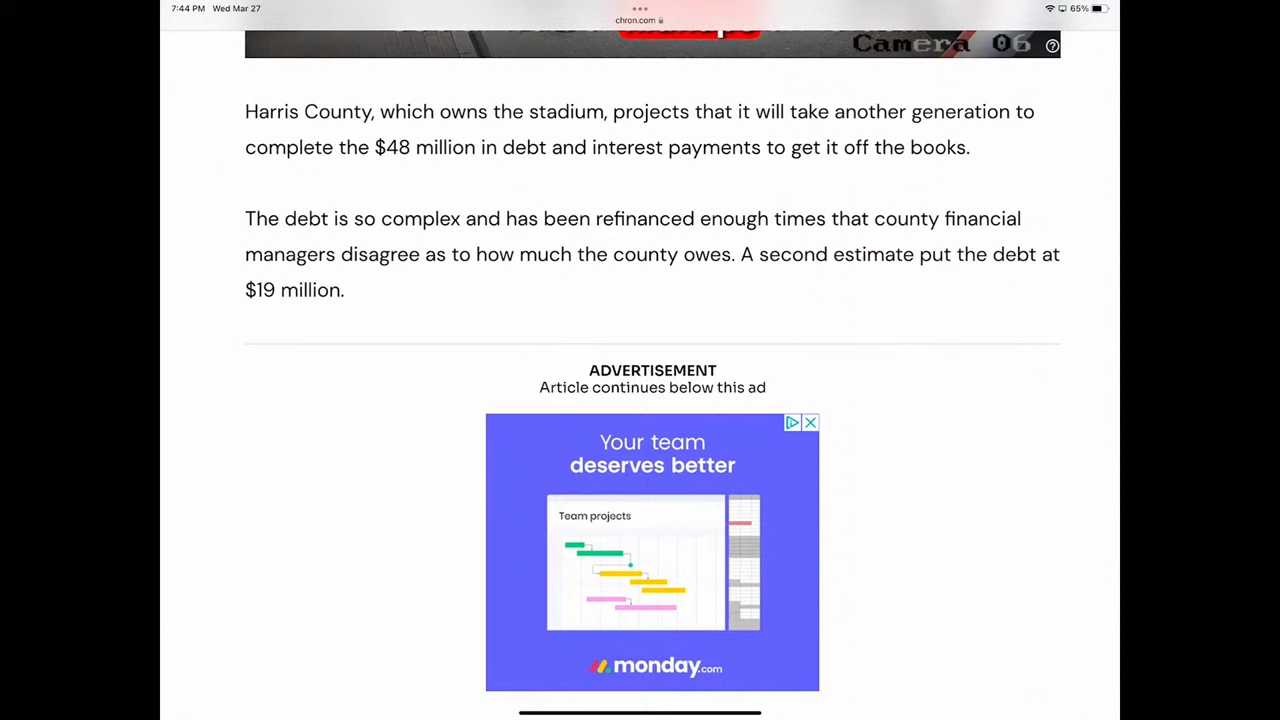 7:44 PM Wed Mar 27
chron.com
65%
Camera 06
Harris County, which owns the stadium, projects that it will take another generation to
complete the $48 million in debt and interest payments to get it off the books.
The debt is so complex and has been refinanced enough times that county financial
managers disagree as to how much the county owes. A second estimate put the debt at
$19 million.
ADVERTISEMENT
Article continues below this ad
Your team
deserves better
Team projects
monday.com